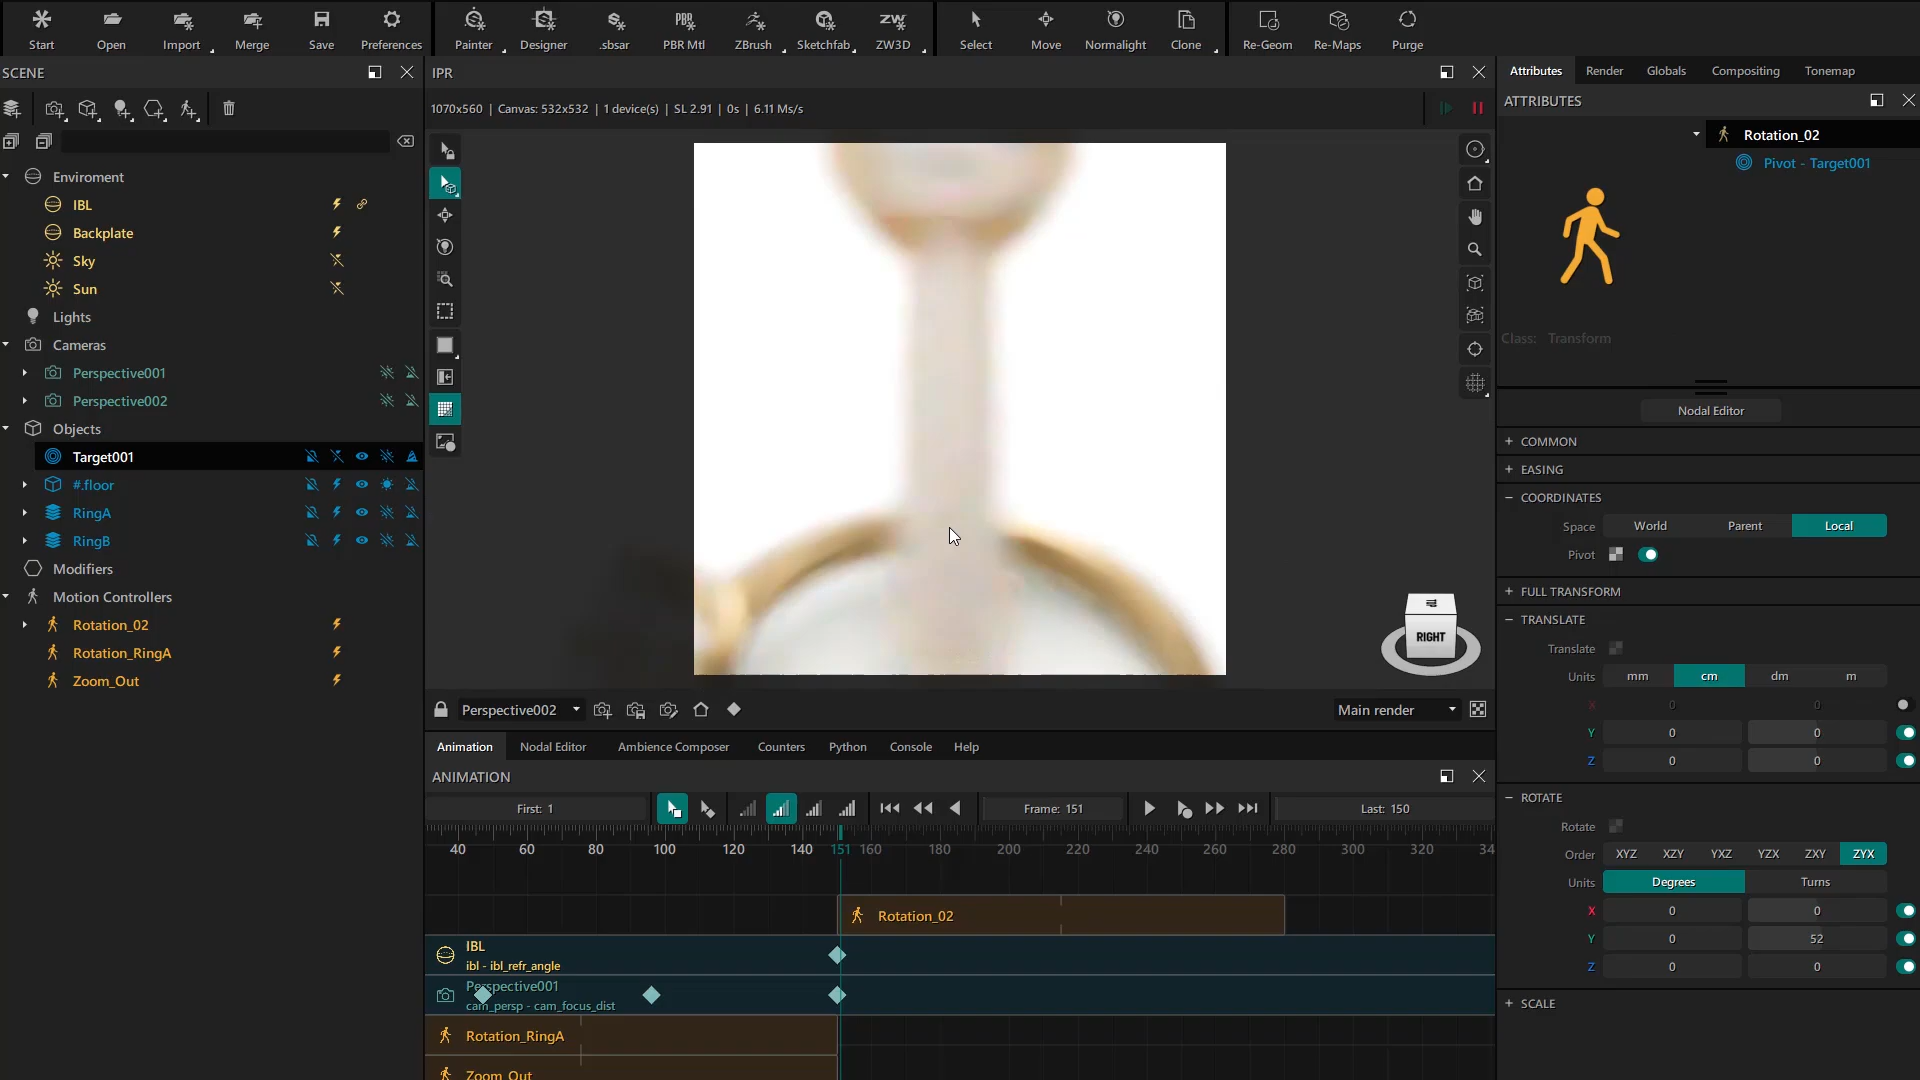 Start Open Import Merge Save Preferences Painter Designer .sbsar PBR Mtl ZBrush Sketchfab ZW3D Select Move Normalight Clone Re-Geom Re-Maps Purge
SCENE
Enviroment
IBL
Backplate
Sky
Sun
Lights
Cameras
Perspective001
Perspective002
Objects
Target001
#.floor
RingA
RingB
Modifiers
Motion Controllers
Rotation_02
Rotation_RingA
Zoom_Out
IPR
1070x560 | Canvas: 532x532 | 1 device(s) | SL 2.91 | 0s | 6.11 Ms/s
RIGHT
Perspective002 Main render
Animation Nodal Editor Ambience Composer Counters Python Console Help
ANIMATION
First: 1 Frame: 151 Last: 150
40 60 80 100 120 140 151 160 180 200 220 240 260 280 300 320 34
Rotation_02
IBL
ibl - ibl_refr_angle
Perspective001
cam_persp - cam_focus_dist
Rotation_RingA
Zoom_Out
Attributes Render Globals Compositing Tonemap
ATTRIBUTES
Rotation_02
Pivot - Target001
Class: Transform
Nodal Editor
+ COMMON
+ EASING
− COORDINATES
Space World Parent Local
Pivot
+ FULL TRANSFORM
− TRANSLATE
Translate
Units mm cm dm m
X 0 0
Y 0 0
Z 0 0
− ROTATE
Rotate
Order XYZ XZY YXZ YZX ZXY ZYX
Units Degrees Turns
X 0 0
Y 0 52
Z 0 0
+ SCALE